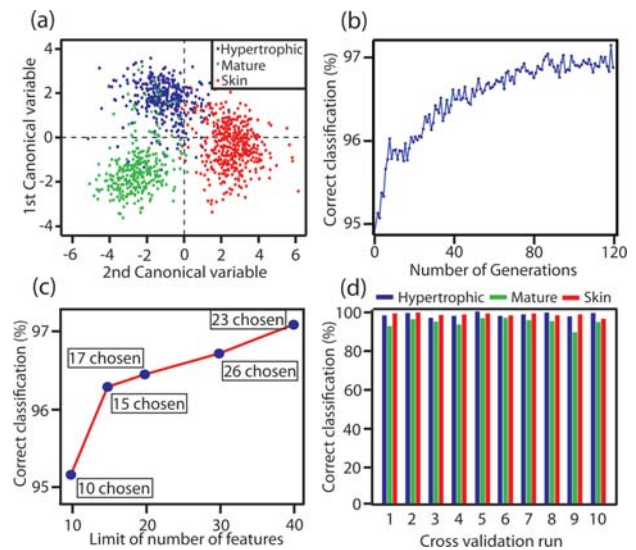 (a)
4
2
0
-2
-4
-6 -4 -2 0 2 4 6
1st Canonical variable
2nd Canonical variable
Hypertrophic
Mature
Skin
(b)
97
96
95
0 40 80 120
Correct classification (%)
Number of Generations
(c)
97
96
95
10 20 30 40
Correct classification (%)
Limit of number of features
23 chosen
17 chosen
26 chosen
15 chosen
10 chosen
(d)
Hypertrophic Mature Skin
100
80
60
40
20
0
1 2 3 4 5 6 7 8 9 10
Correct classification (%)
Cross validation run